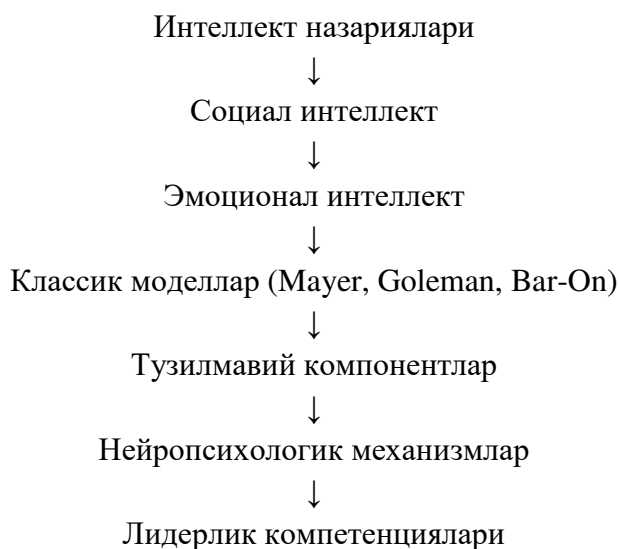 Интеллект назариялари
↓
Социал интеллект
↓
Эмоционал интеллект
↓
Классик моделлар (Mayer, Goleman, Bar-On)
↓
Тузилмавий компонентлар
↓
Нейропсихологик механизмлар
↓
Лидерлик компетенциялари